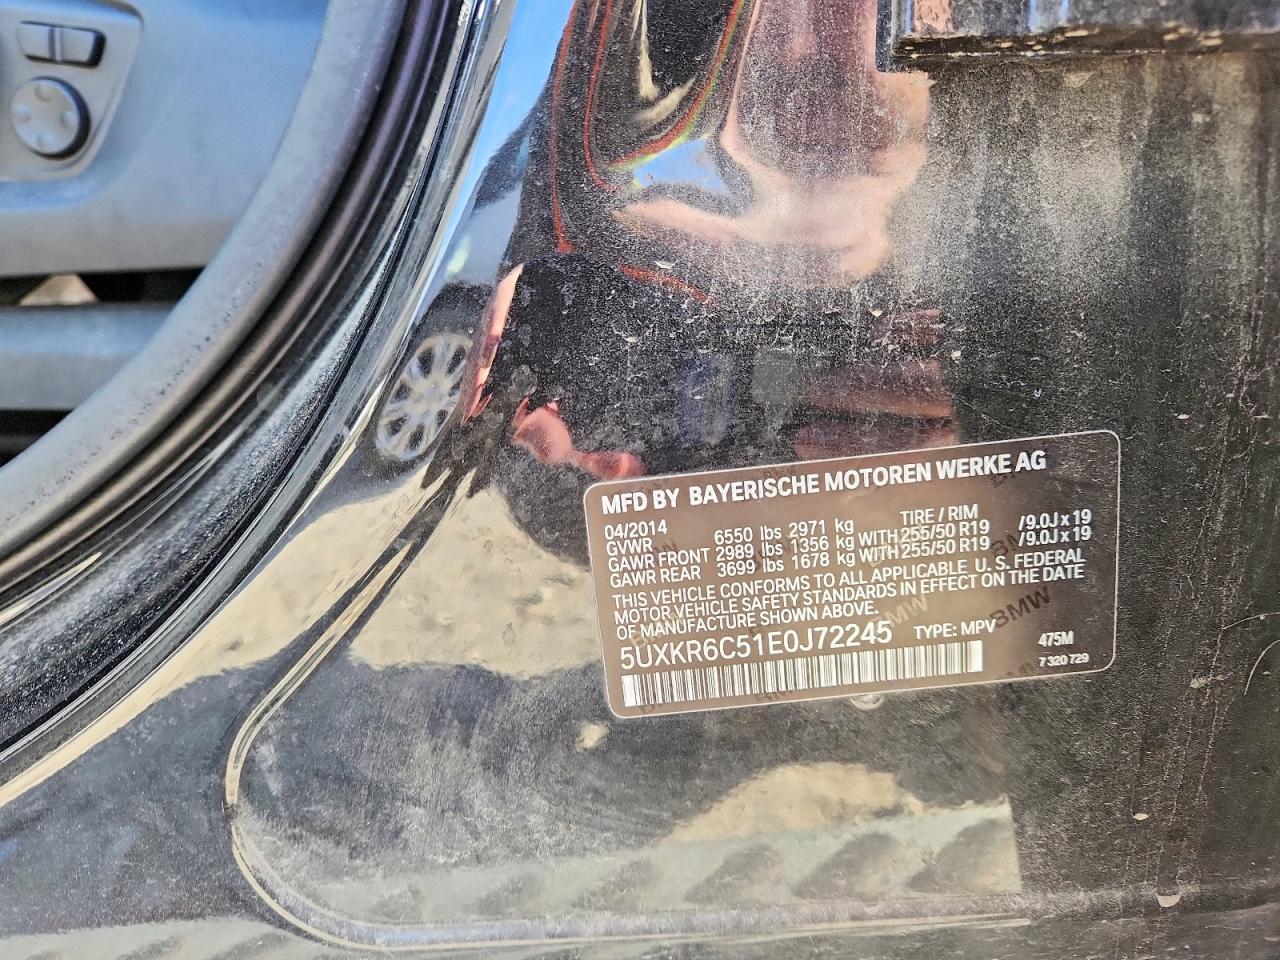 MFD BY BAYERISCHE MOTOREN WERKE AG
04/2014 TIRE / RIM
GVWR 6550 lbs 2971 kg
GAWR FRONT 2989 lbs 1356 kg WITH 255/50 R19 /9.0J x 19
GAWR REAR 3699 lbs 1678 kg WITH 255/50 R19 /9.0J x 19
THIS VEHICLE CONFORMS TO ALL APPLICABLE U.S. FEDERAL
MOTOR VEHICLE SAFETY STANDARDS IN EFFECT ON THE DATE
OF MANUFACTURE SHOWN ABOVE.
5UXKR6C51E0J72245 TYPE: MPV 475M
7 320 729
BMW
BMW